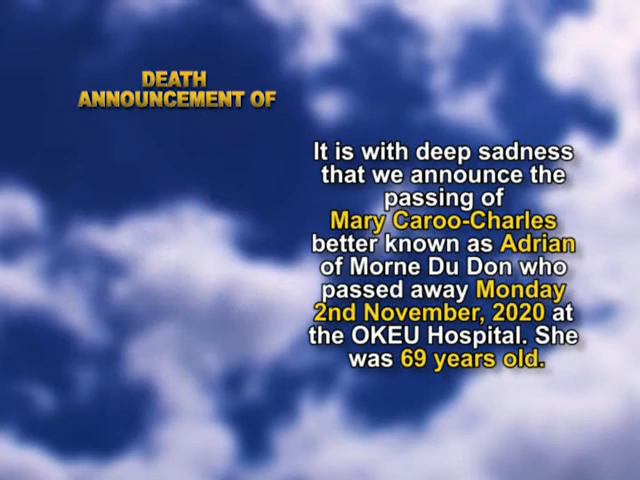 DEATH
ANNOUNCEMENT OF
It is with deep sadness
that we announce the
passing of
Mary Caroo-Charles
better known as Adrian
of Morne Du Don who
passed away Monday
2nd November, 2020 at
the OKEU Hospital. She
was 69 years old.